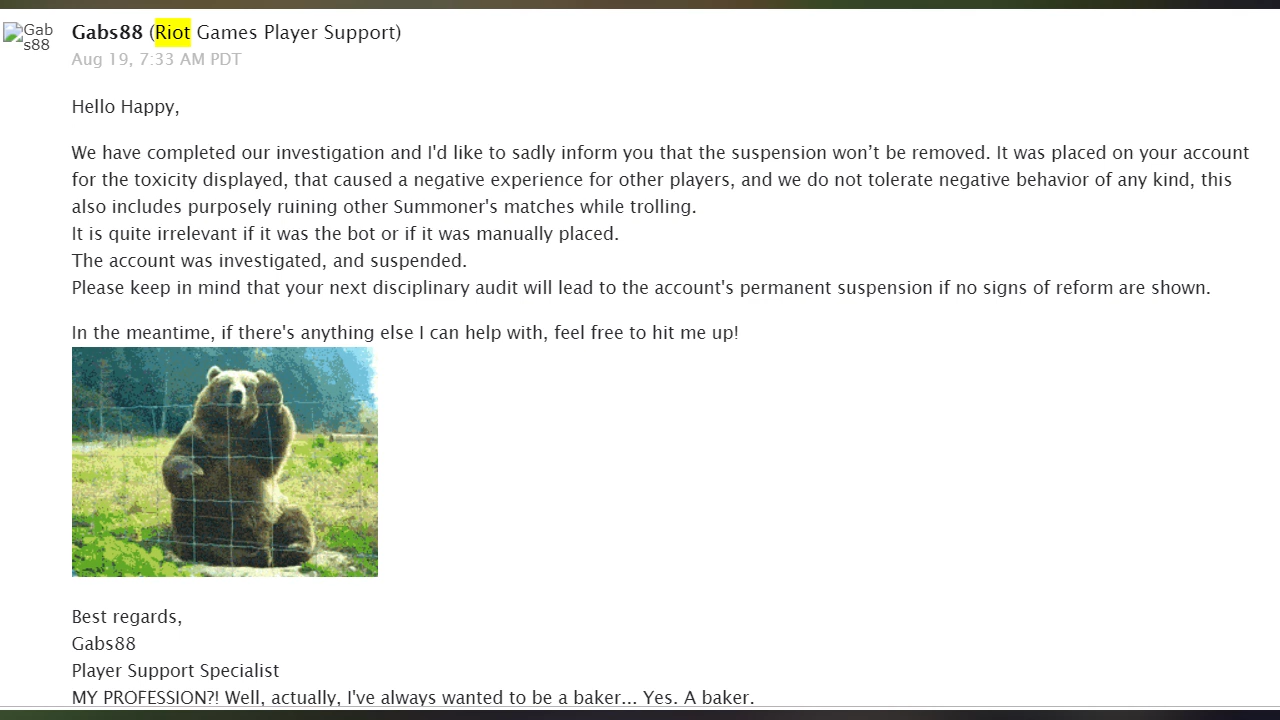 Gab
s88
Gabs88 (Riot Games Player Support)
Aug 19, 7:33 AM PDT
Hello Happy,
We have completed our investigation and I'd like to sadly inform you that the suspension won’t be removed. It was placed on your account
for the toxicity displayed, that caused a negative experience for other players, and we do not tolerate negative behavior of any kind, this
also includes purposely ruining other Summoner's matches while trolling.
It is quite irrelevant if it was the bot or if it was manually placed.
The account was investigated, and suspended.
Please keep in mind that your next disciplinary audit will lead to the account's permanent suspension if no signs of reform are shown.
In the meantime, if there's anything else I can help with, feel free to hit me up!
Best regards,
Gabs88
Player Support Specialist
MY PROFESSION?! Well, actually, I've always wanted to be a baker... Yes. A baker.